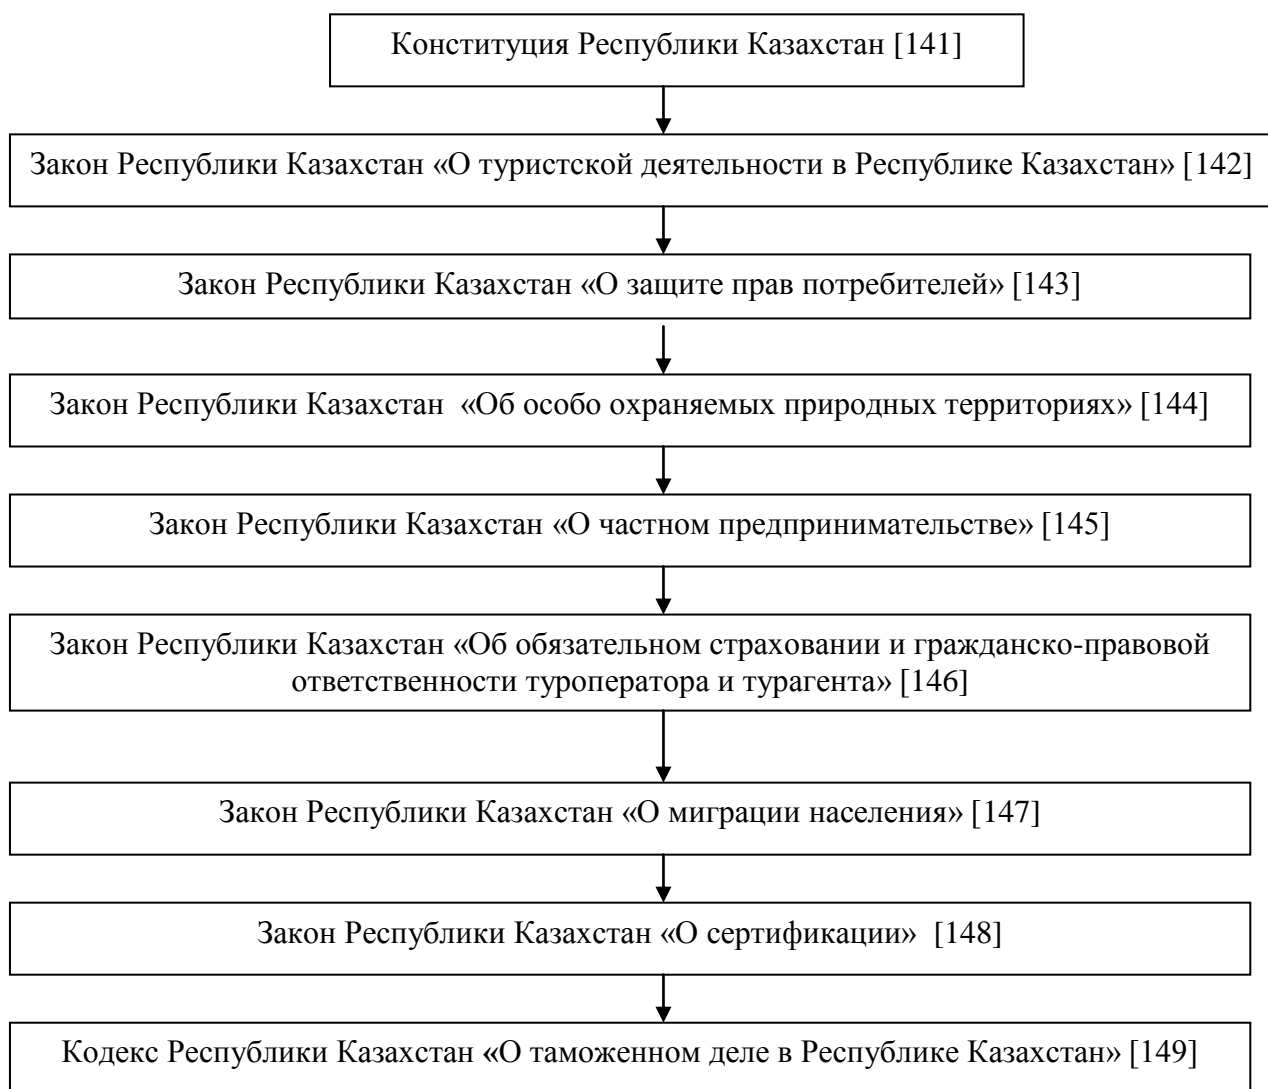 Конституция Республики Казахстан [141]
Закон Республики Казахстан «О туристской деятельности в Республике Казахстан» [142]
Закон Республики Казахстан «О защите прав потребителей» [143]
Закон Республики Казахстан «Об особо охраняемых природных территориях» [144]
Закон Республики Казахстан «О частном предпринимательстве» [145]
Закон Республики Казахстан «Об обязательном страховании и гражданско-правовой
ответственности туроператора и турагента» [146]
Закон Республики Казахстан «О миграции населения» [147]
Закон Республики Казахстан «О сертификации» [148]
Кодекс Республики Казахстан «О таможенном деле в Республике Казахстан» [149]